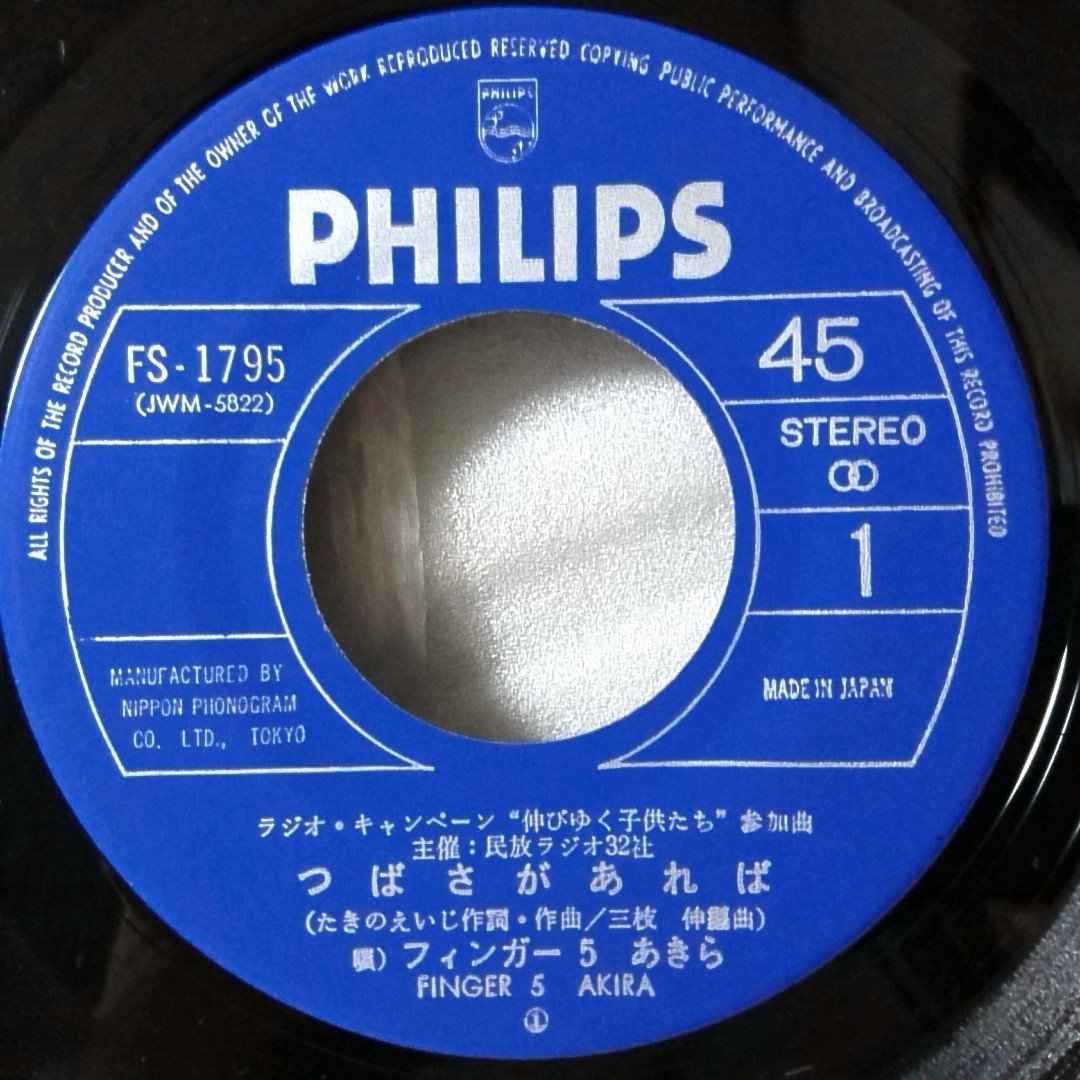 ALL RIGHTS OF THE RECORD PRODUCER AND OF THE OWNER OF THE WORK REPRODUCED RESERVED COPYING PUBLIC PERFORMANCE AND BROADCASTING OF THIS RECORD PROHIBITED
PHILIPS
PHILIPS
FS-1795
(JWM-5822)
45
STEREO
1
MANUFACTURED BY
NIPPON PHONOGRAM
CO. LTD., TOKYO
MADE IN JAPAN
ラジオ・キャンペーン“伸びゆく子供たち”参加曲
主催:民放ラジオ32社
つばさがあれば
(たきのえいじ作詞・作曲/三枝 伸編曲)
唄)フィンガー5 あきら
FINGER 5 AKIRA
①